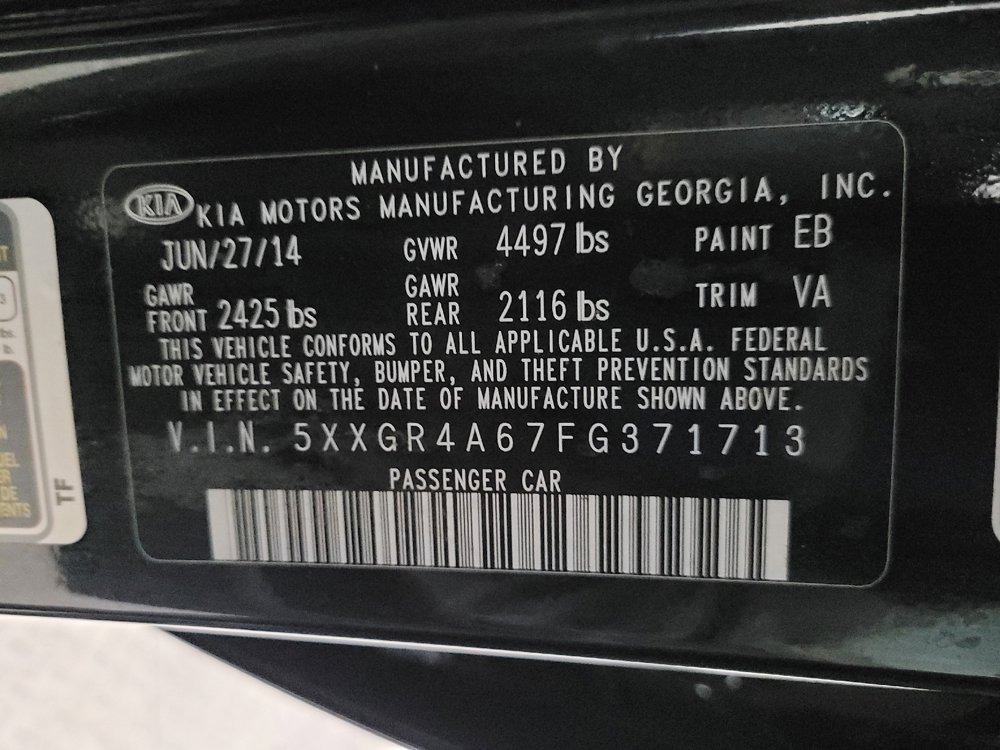 MANUFACTURED BY
KIA KIA MOTORS MANUFACTURING GEORGIA, INC.
JUN/27/14 GVWR 4497 lbs PAINT EB
GAWR FRONT 2425 lbs GAWR REAR 2116 lbs TRIM VA
THIS VEHICLE CONFORMS TO ALL APPLICABLE U.S.A. FEDERAL
MOTOR VEHICLE SAFETY, BUMPER, AND THEFT PREVENTION STANDARDS
IN EFFECT ON THE DATE OF MANUFACTURE SHOWN ABOVE.
V.I.N. 5XXGR4A67FG371713
PASSENGER CAR
TF